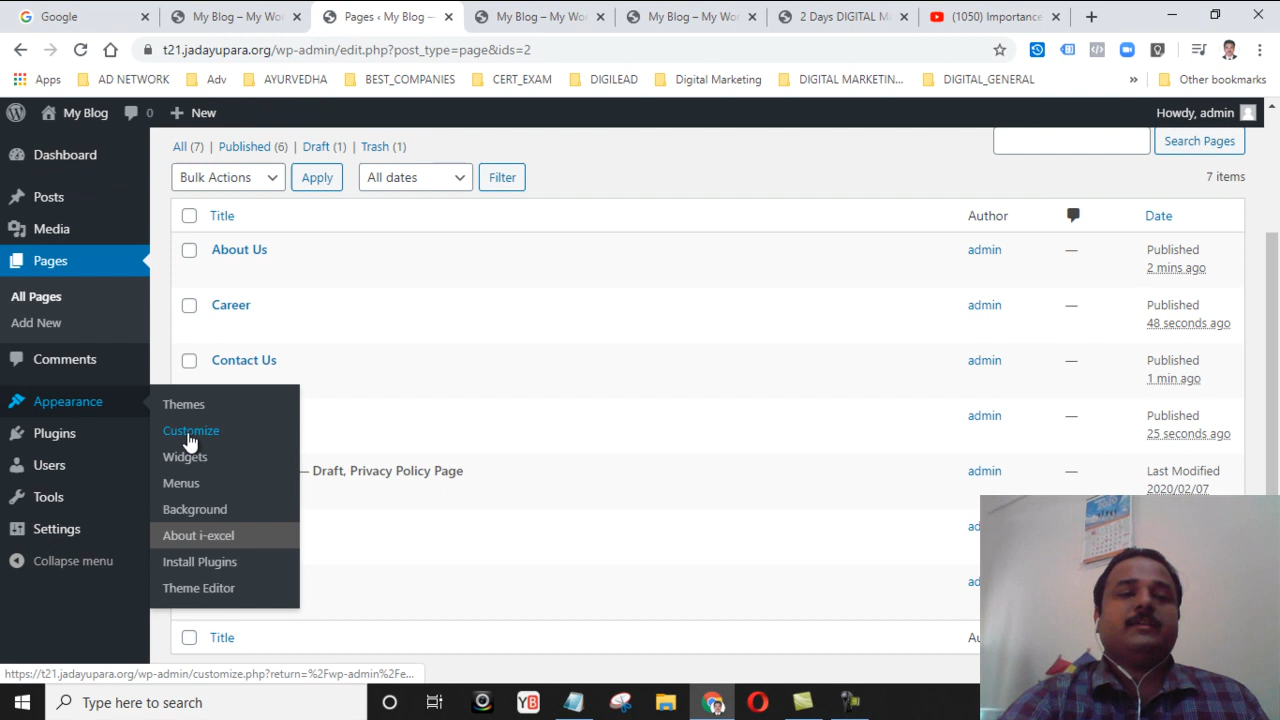 Google
My Blog – My Wo
Pages ‹ My Blog —
My Blog – My Wo
My Blog – My Wo
2 Days DIGITAL M
(1050) Importanc
t21.jadayupara.org/wp-admin/edit.php?post_type=page&ids=2
Apps
AD NETWORK
Adv
AYURVEDHA
BEST_COMPANIES
CERT_EXAM
DIGILEAD
Digital Marketing
DIGITAL MARKETIN...
DIGITAL_GENERAL
»
Other bookmarks
My Blog
0
New
Howdy, admin
Dashboard
Posts
Media
Pages
All Pages
Add New
Comments
Appearance
Plugins
Users
Tools
Settings
Collapse menu
Themes
Customize
Widgets
Menus
Background
About i-excel
Install Plugins
Theme Editor
All (7) | Published (6) | Draft (1) | Trash (1)
Search Pages
Bulk Actions
Apply
All dates
Filter
7 items
Title
Author
Date
About Us
admin
—
Published
2 mins ago
Career
admin
—
Published
48 seconds ago
Contact Us
admin
—
Published
1 min ago
admin
—
Published
25 seconds ago
— Draft, Privacy Policy Page
admin
—
Last Modified
2020/02/07
ad
ad
Title
Au
https://t21.jadayupara.org/wp-admin/customize.php?return=%2Fwp-admin%2Fe...
Type here to search